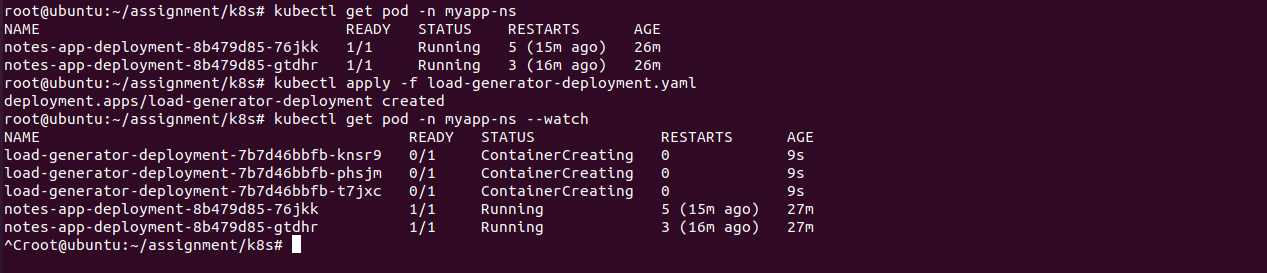 root@ubuntu:~/assignment/k8s# kubectl get pod -n myapp-ns
NAME READY STATUS RESTARTS AGE
notes-app-deployment-8b479d85-76jkk 1/1 Running 5 (15m ago) 26m
notes-app-deployment-8b479d85-gtdhr 1/1 Running 3 (16m ago) 26m
root@ubuntu:~/assignment/k8s# kubectl apply -f load-generator-deployment.yaml
deployment.apps/load-generator-deployment created
root@ubuntu:~/assignment/k8s# kubectl get pod -n myapp-ns --watch
NAME READY STATUS RESTARTS AGE
load-generator-deployment-7b7d46bbfb-knsr9 0/1 ContainerCreating 0 9s
load-generator-deployment-7b7d46bbfb-phsjm 0/1 ContainerCreating 0 9s
load-generator-deployment-7b7d46bbfb-t7jxc 0/1 ContainerCreating 0 9s
notes-app-deployment-8b479d85-76jkk 1/1 Running 5 (15m ago) 27m
notes-app-deployment-8b479d85-gtdhr 1/1 Running 3 (16m ago) 27m
^Croot@ubuntu:~/assignment/k8s#